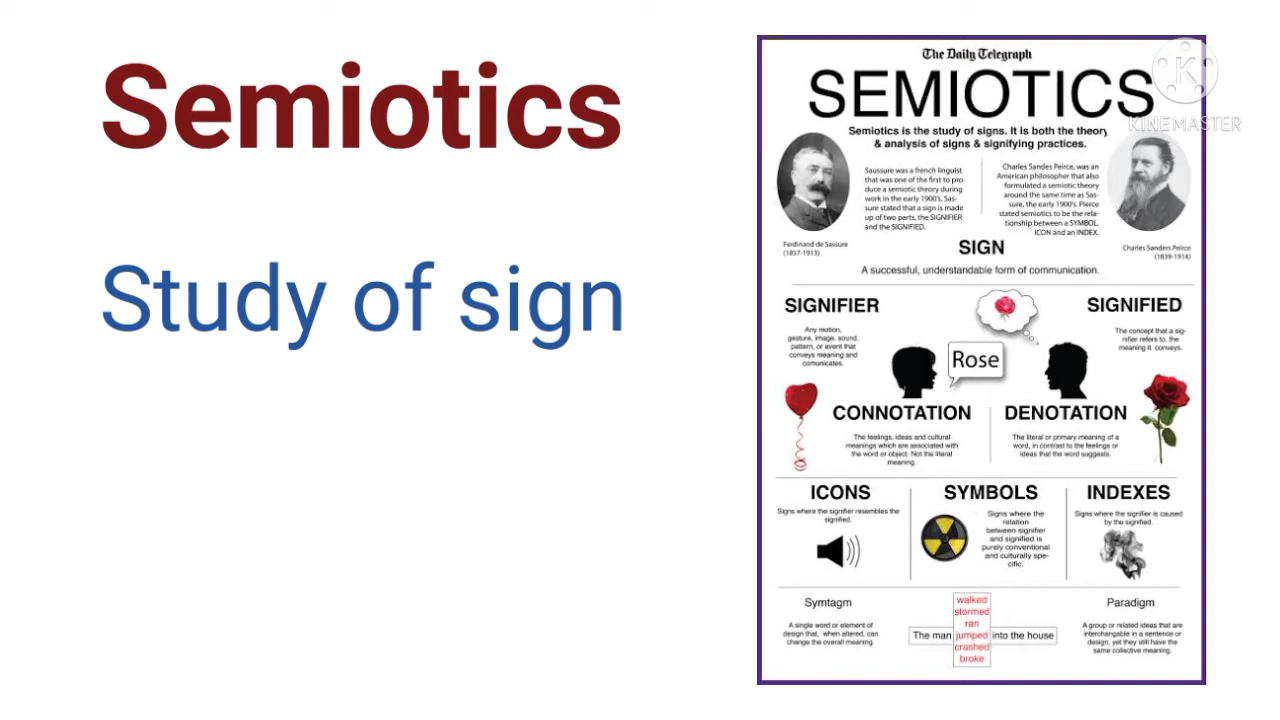 Semiotics
Study of sign
The Daily Telegraph
SEMIOTICS
KINEMASTER
Semiotics is the study of signs. It is both the theory
& analysis of signs & signifying practices.
Saussure was a french linguist
that was one of the first to pro-
duce a semiotic theory during
work in the early 1900's. Sas-
sure stated that a sign is made
up of two parts, the SIGNIFIER
and the SIGNIFIED.
Charles Sandes Peirce, was an
American philosopher that also
formulated a semiotic theory
around the same time as Sas-
sure, the early 1900's. Pierce
stated semiotics to be the rela-
tionship between a SYMBOL,
ICON and an INDEX.
Ferdinand de Sassure
(1857-1913)
Charles Sanders Peirce
(1839-1914)
SIGN
A successful, understandable form of communication.
SIGNIFIER
Any motion,
gesture, image, sound,
pattern, or event that
conveys meaning and
comunicates.
SIGNIFIED
The concept that a sig-
nifier refers to, the
meaning it conveys.
Rose
CONNOTATION
The feelings, ideas and cultural
meanings which are associated with
the word or object. Not the literal
meaning.
DENOTATION
The literal or primary meaning of a
word, in contrast to the feelings or
ideas that the word suggests.
ICONS
Signs where the signifier resembles the
signified.
SYMBOLS
Signs where the
relation
between signifier
and signified is
purely conventional
and culturally spe-
cific.
INDEXES
Signs where the signifier is caused
by the signified.
Symtagm
A single word or element of
design that, when altered, can
change the overall meaning.
walked
stormed
ran
The man jumped into the house
crashed
broke
Paradigm
A group or related ideas that are
interchangable in a sentence or
design, yet they still have the
same collective meaning.